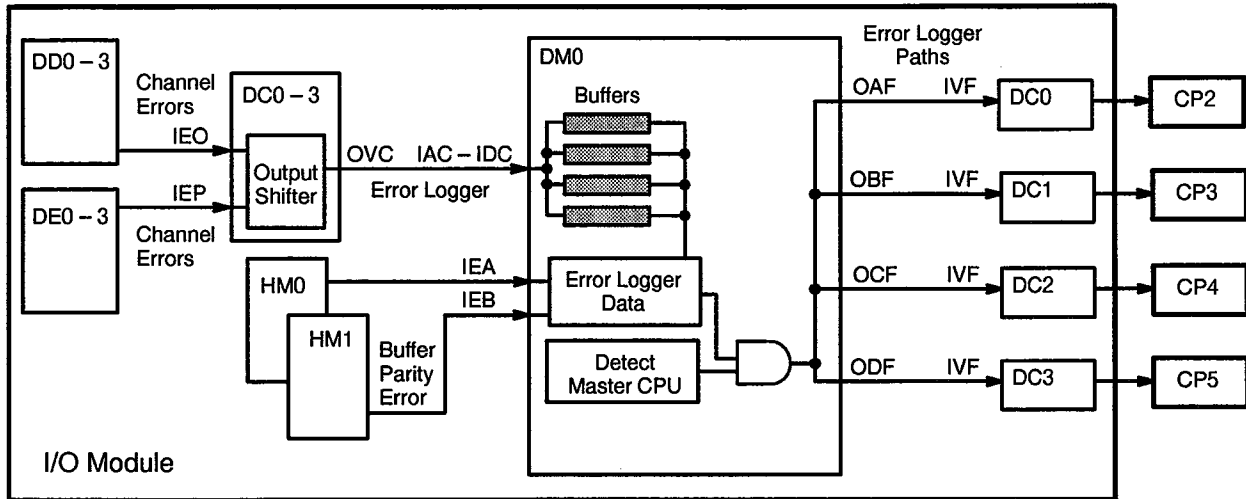 DD0 – 3
Channel
Errors
IEO
DE0 – 3
IEP
Channel
Errors
DC0 – 3
Output
Shifter
OVC
IAC – IDC
Error Logger
HM0
HM1
IEA
IEB
Buffer
Parity
Error
DM0
Buffers
Error Logger
Data
Detect
Master CPU
Error Logger
Paths
OAF
IVF
DC0
CP2
OBF
IVF
DC1
CP3
OCF
IVF
DC2
CP4
ODF
IVF
DC3
CP5
I/O Module